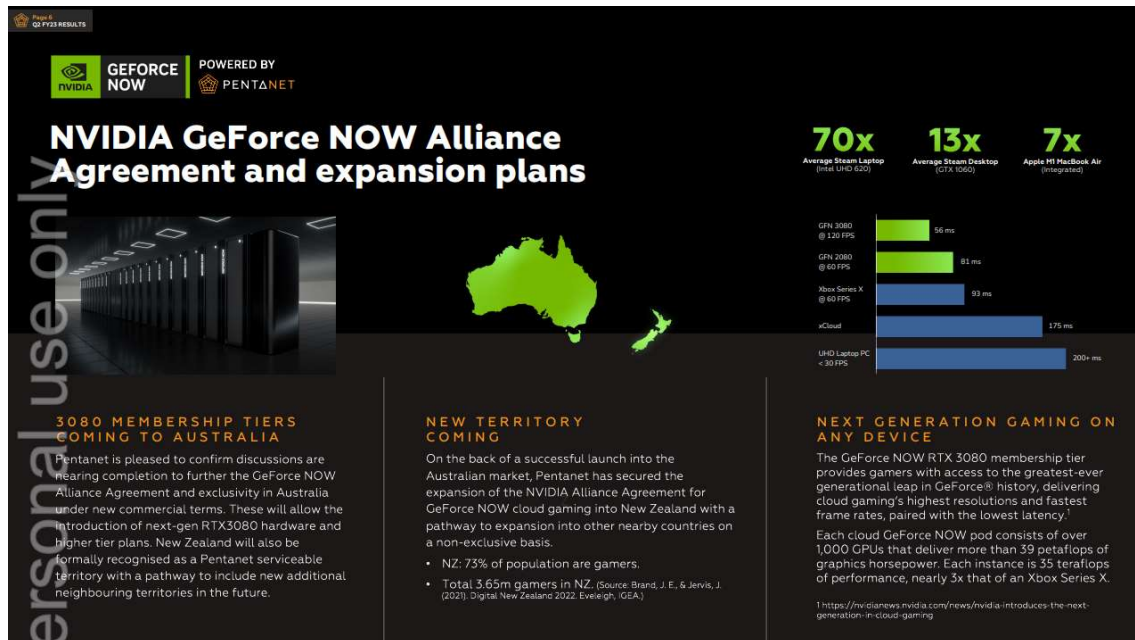 Page 6
Q2 FY23 RESULTS
NVIDIA
GEFORCE
NOW
POWERED BY
PENTANET
NVIDIA GeForce NOW Alliance
Agreement and expansion plans
70x
Average Steam Laptop
(Intel UHD 620)
13x
Average Steam Desktop
(GTX 1060)
7x
Apple M1 MacBook Air
(Integrated)
GFN 3080
@ 120 FPS
56 ms
GFN 2080
@ 60 FPS
81 ms
Xbox Series X
@ 60 FPS
93 ms
xCloud
175 ms
UHD Laptop PC
< 30 FPS
200+ ms
ersonal use only
3080 MEMBERSHIP TIERS
COMING TO AUSTRALIA
Pentanet is pleased to confirm discussions are
nearing completion to further the GeForce NOW
Alliance Agreement and exclusivity in Australia
under new commercial terms. These will allow the
introduction of next-gen RTX3080 hardware and
higher tier plans. New Zealand will also be
formally recognised as a Pentanet serviceable
territory with a pathway to include new additional
neighbouring territories in the future.
NEW TERRITORY
COMING
On the back of a successful launch into the
Australian market, Pentanet has secured the
expansion of the NVIDIA Alliance Agreement for
GeForce NOW cloud gaming into New Zealand with a
pathway to expansion into other nearby countries on
a non-exclusive basis.
• NZ: 73% of population are gamers.
• Total 3.65m gamers in NZ. (Source: Brand, J. E., & Jervis, J.
(2021). Digital New Zealand 2022. Eveleigh, IGEA.)
NEXT GENERATION GAMING ON
ANY DEVICE
The GeForce NOW RTX 3080 membership tier
provides gamers with access to the greatest-ever
generational leap in GeForce® history, delivering
cloud gaming's highest resolutions and fastest
frame rates, paired with the lowest latency.¹
Each cloud GeForce NOW pod consists of over
1,000 GPUs that deliver more than 39 petaflops of
graphics horsepower. Each instance is 35 teraflops
of performance, nearly 3x that of an Xbox Series X.
1 https://nvidianews.nvidia.com/news/nvidia-introduces-the-next-
generation-in-cloud-gaming